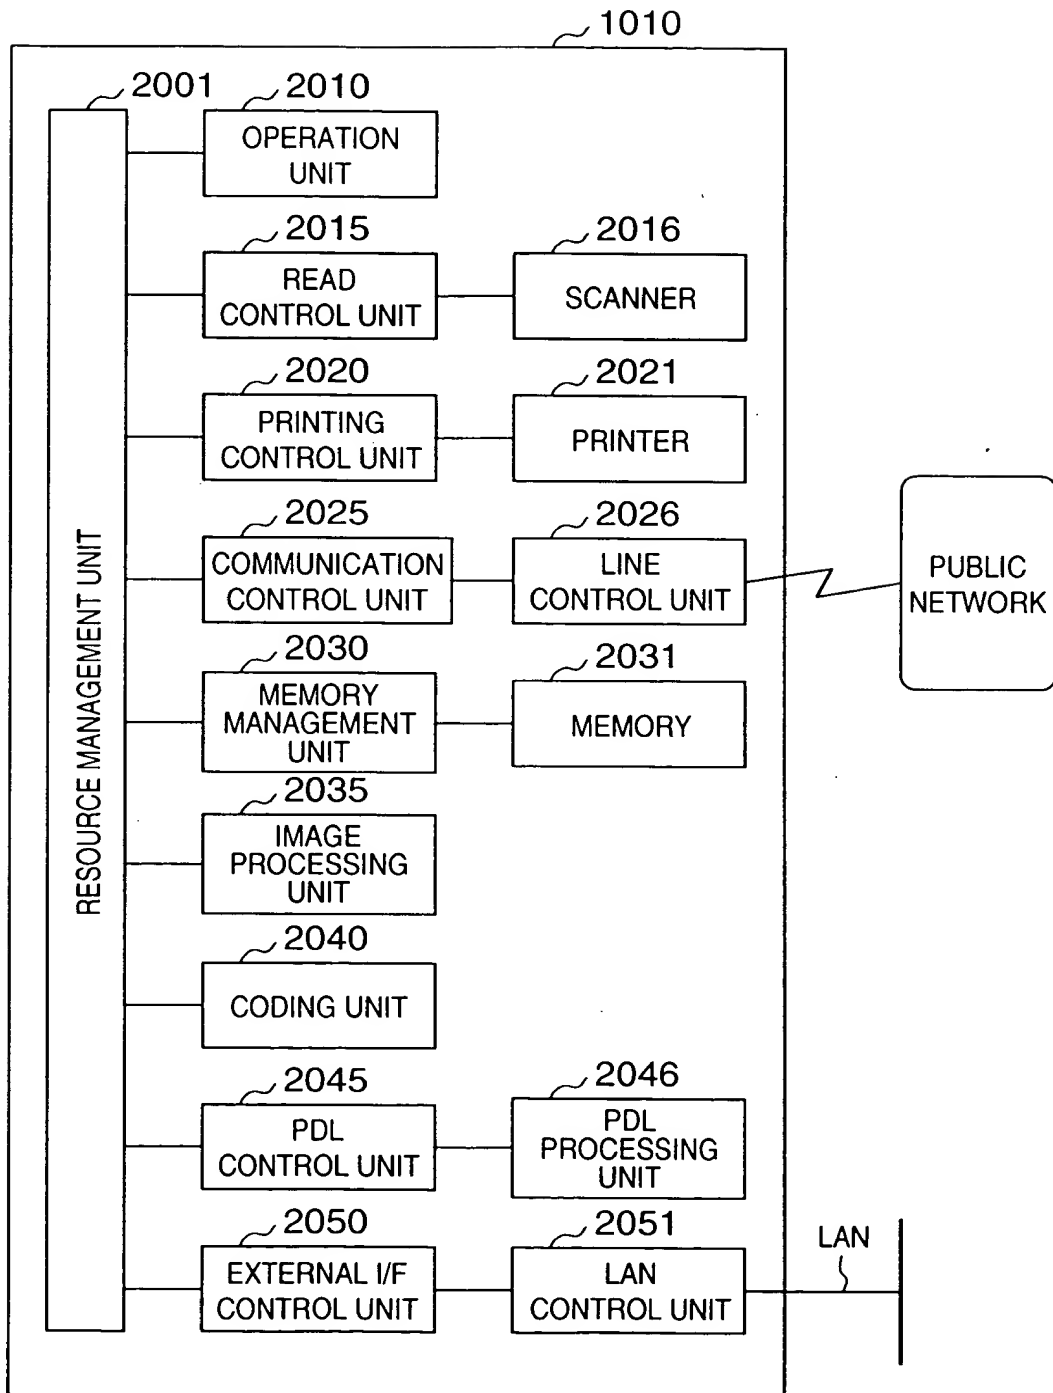 1010
2001
2010
OPERATION
UNIT
2015
READ
CONTROL UNIT
2016
SCANNER
2020
PRINTING
CONTROL UNIT
2021
PRINTER
2025
COMMUNICATION
CONTROL UNIT
2026
LINE
CONTROL UNIT
PUBLIC
NETWORK
RESOURCE MANAGEMENT UNIT
2030
MEMORY
MANAGEMENT
UNIT
2031
MEMORY
2035
IMAGE
PROCESSING
UNIT
2040
CODING UNIT
2045
PDL
CONTROL UNIT
2046
PDL
PROCESSING
UNIT
2050
EXTERNAL I/F
CONTROL UNIT
2051
LAN
CONTROL UNIT
LAN